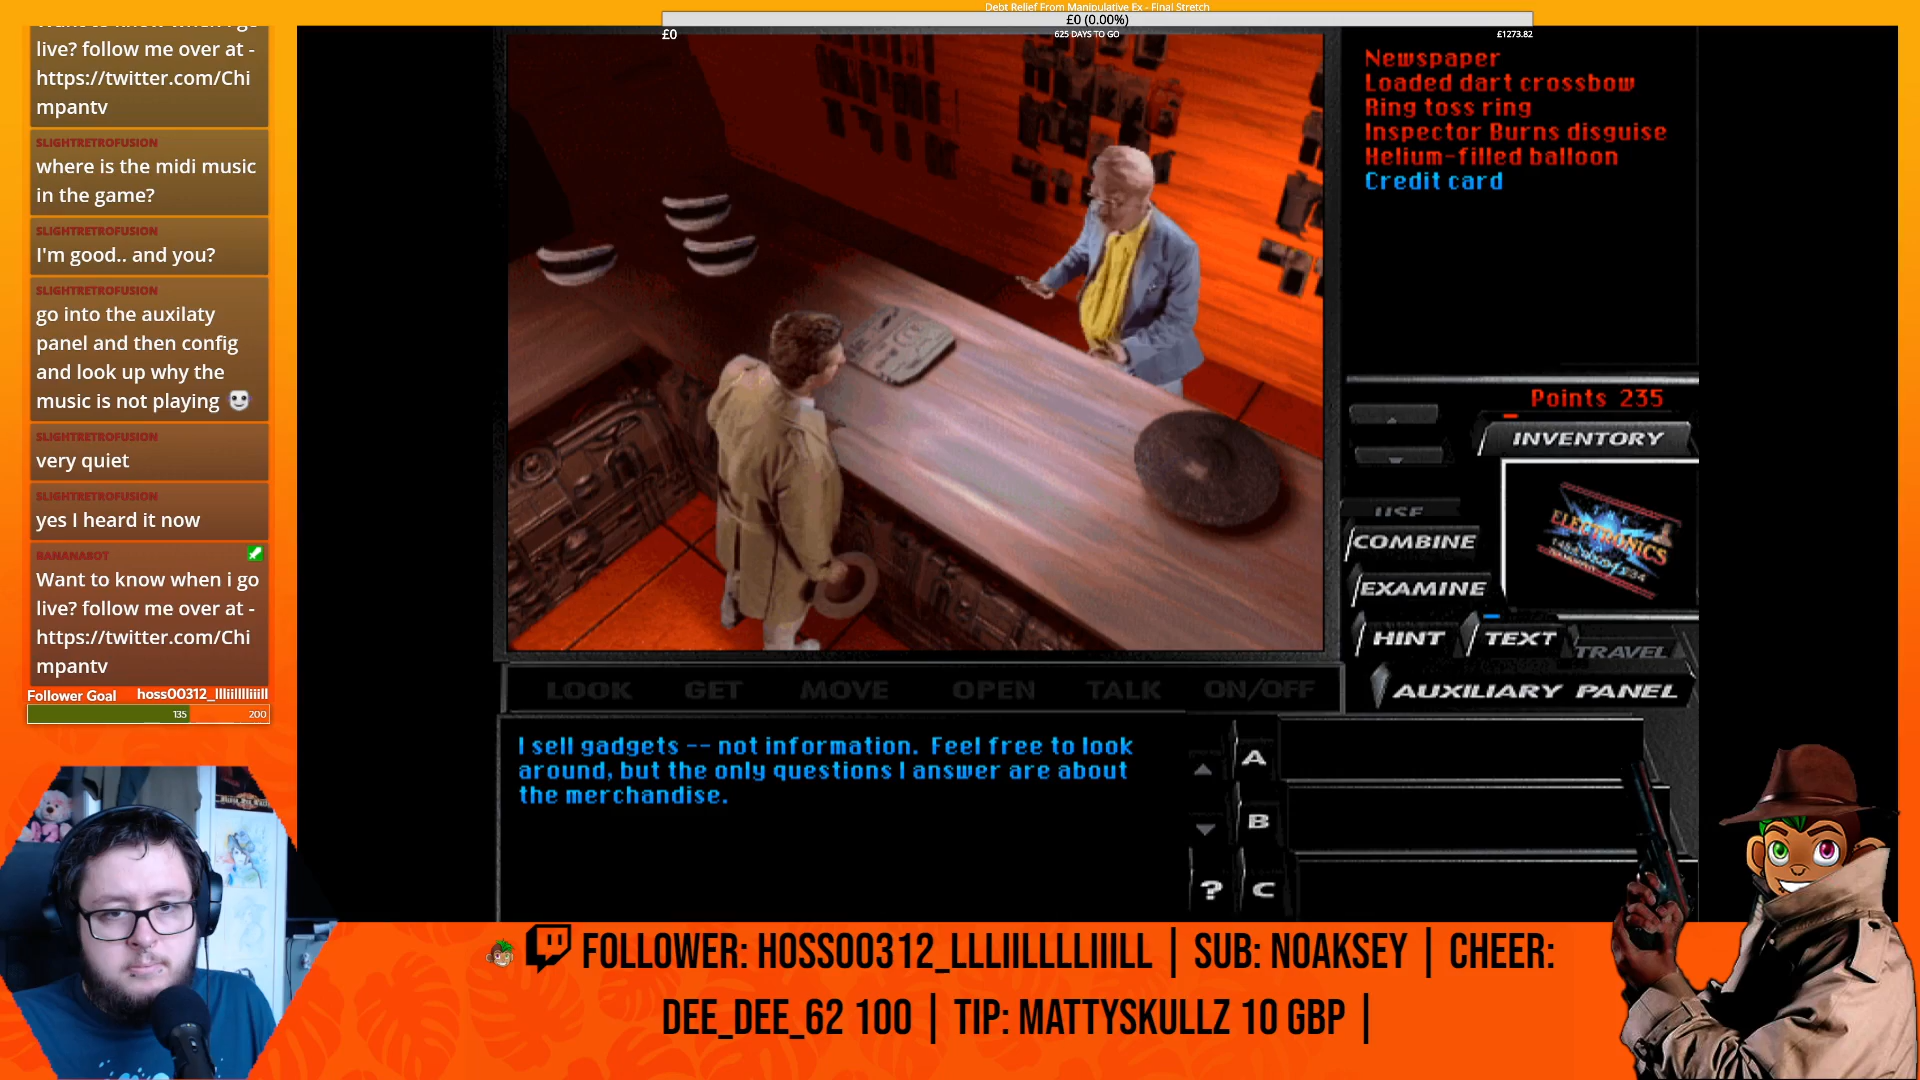 Debt Relief From Manipulative Ex - Final Stretch
£0 (0.00%)
£0
625 DAYS TO GO
£1273.82
live? follow me over at -
https://twitter.com/Chi
mpantv
SLIGHTRETROFUSION
where is the midi music
in the game?
SLIGHTRETROFUSION
I'm good.. and you?
SLIGHTRETROFUSION
go into the auxilaty
panel and then config
and look up why the
music is not playing
SLIGHTRETROFUSION
very quiet
SLIGHTRETROFUSION
yes I heard it now
BANANABOT
Want to know when i go
live? follow me over at -
https://twitter.com/Chi
mpantv
Follower Goal
135
200
Newspaper
Loaded dart crossbow
Ring toss ring
Inspector Burns disguise
Helium-filled balloon
Credit card
Points 235
INVENTORY
USE
COMBINE
EXAMINE
ELECTRONICS
HINT
TEXT
TRAVEL
AUXILIARY PANEL
LOOK
GET
MOVE
OPEN
TALK
ON/OFF
I sell gadgets -- not information. Feel free to look
around, but the only questions I answer are about
the merchandise.
A
B
?
C
FOLLOWER: HOSS00312_LLLIILLLLIIILL | SUB: NOAKSEY | CHEER:
DEE_DEE_62 100 | TIP: MATTYSKULLZ 10 GBP |